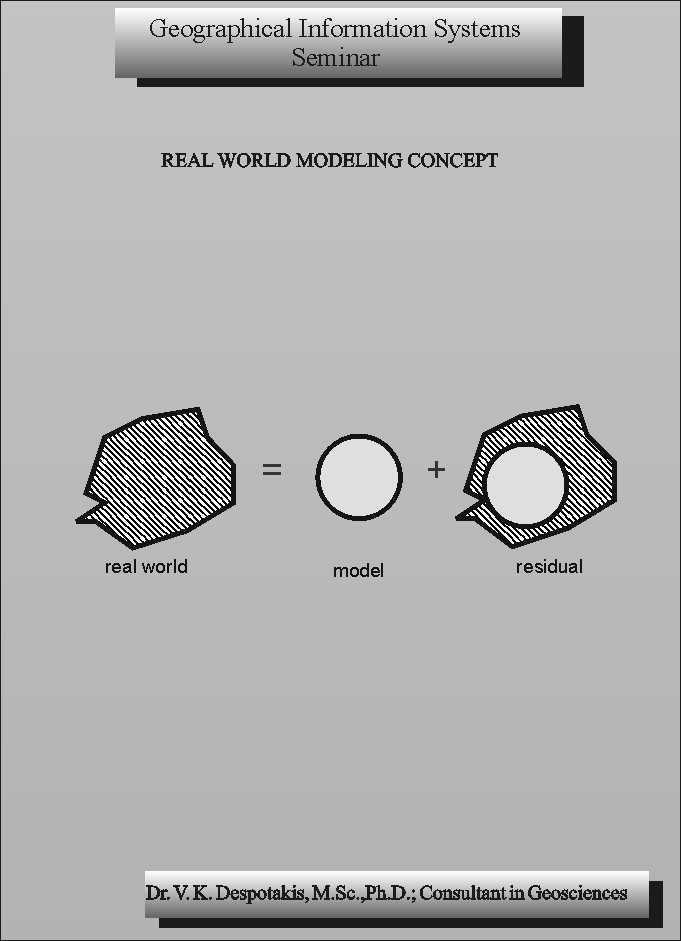 Geographical Information Systems
Seminar
REAL WORLD MODELING CONCEPT
= +
real world model residual
Dr. V. K. Despotakis, M.Sc.,Ph.D.; Consultant in Geosciences